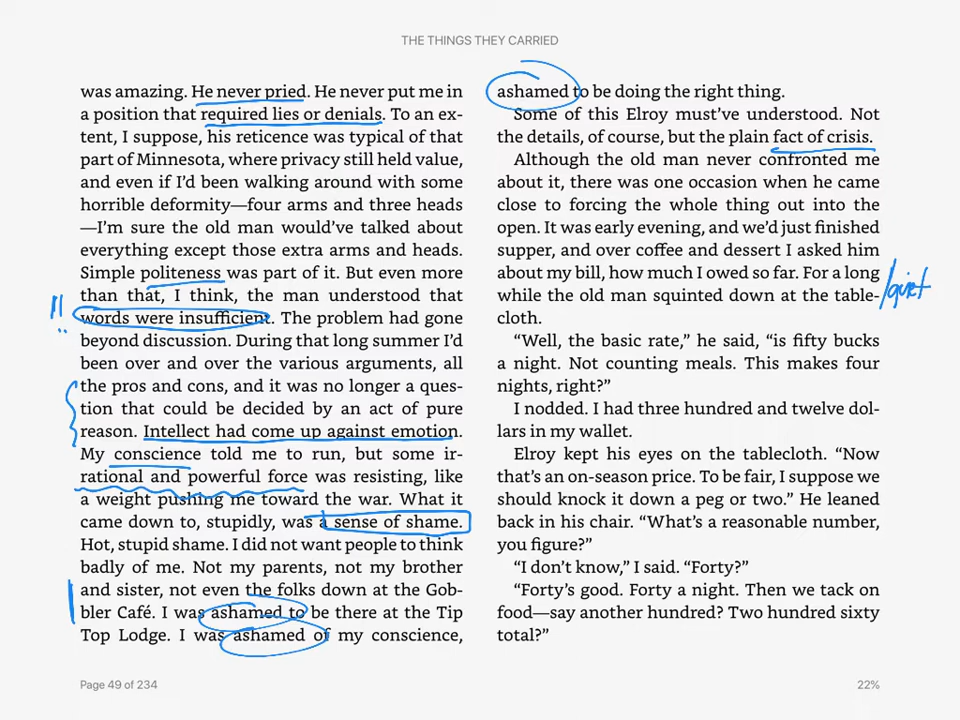 THE THINGS THEY CARRIED
was amazing. He never pried. He never put me in
a position that required lies or denials. To an ex-
tent, I suppose, his reticence was typical of that
part of Minnesota, where privacy still held value,
and even if I’d been walking around with some
horrible deformity—four arms and three heads
—I’m sure the old man would’ve talked about
everything except those extra arms and heads.
Simple politeness was part of it. But even more
than that, I think, the man understood that
words were insufficient. The problem had gone
beyond discussion. During that long summer I’d
been over and over the various arguments, all
the pros and cons, and it was no longer a ques-
tion that could be decided by an act of pure
reason. Intellect had come up against emotion.
My conscience told me to run, but some ir-
rational and powerful force was resisting, like
a weight pushing me toward the war. What it
came down to, stupidly, was a sense of shame.
Hot, stupid shame. I did not want people to think
badly of me. Not my parents, not my brother
and sister, not even the folks down at the Gob-
bler Café. I was ashamed to be there at the Tip
Top Lodge. I was ashamed of my conscience,
ashamed to be doing the right thing.
Some of this Elroy must’ve understood. Not
the details, of course, but the plain fact of crisis.
Although the old man never confronted me
about it, there was one occasion when he came
close to forcing the whole thing out into the
open. It was early evening, and we’d just finished
supper, and over coffee and dessert I asked him
about my bill, how much I owed so far. For a long
while the old man squinted down at the table-
cloth.
quiet
“Well, the basic rate,” he said, “is fifty bucks
a night. Not counting meals. This makes four
nights, right?”
I nodded. I had three hundred and twelve dol-
lars in my wallet.
Elroy kept his eyes on the tablecloth. “Now
that’s an on-season price. To be fair, I suppose we
should knock it down a peg or two.” He leaned
back in his chair. “What’s a reasonable number,
you figure?”
“I don’t know,” I said. “Forty?”
“Forty’s good. Forty a night. Then we tack on
food—say another hundred? Two hundred sixty
total?”
Page 49 of 234
22%